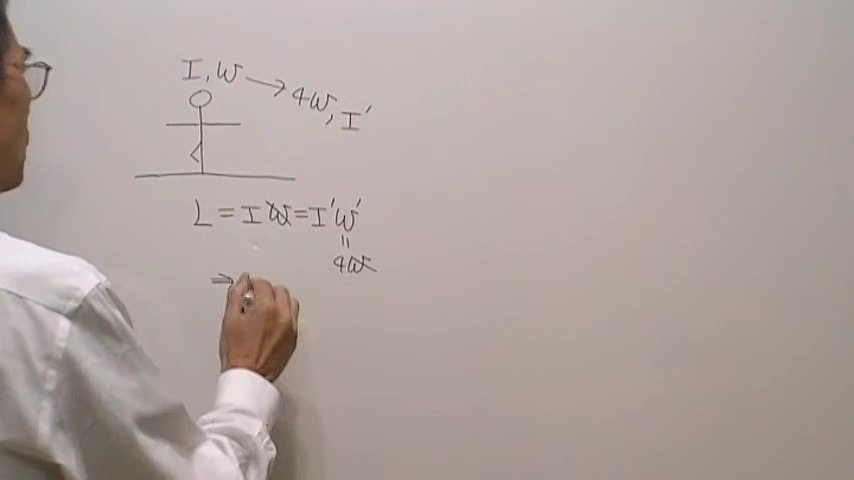 I, ω → 4ω, I'
L = Iω = I'ω'
=
4ω
⇒